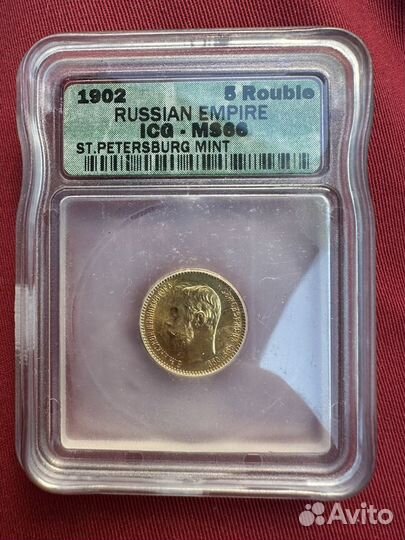 1902 5 Rouble
RUSSIAN EMPIRE
ICG - MS66
ST.PETERSBURG MINT
Avito